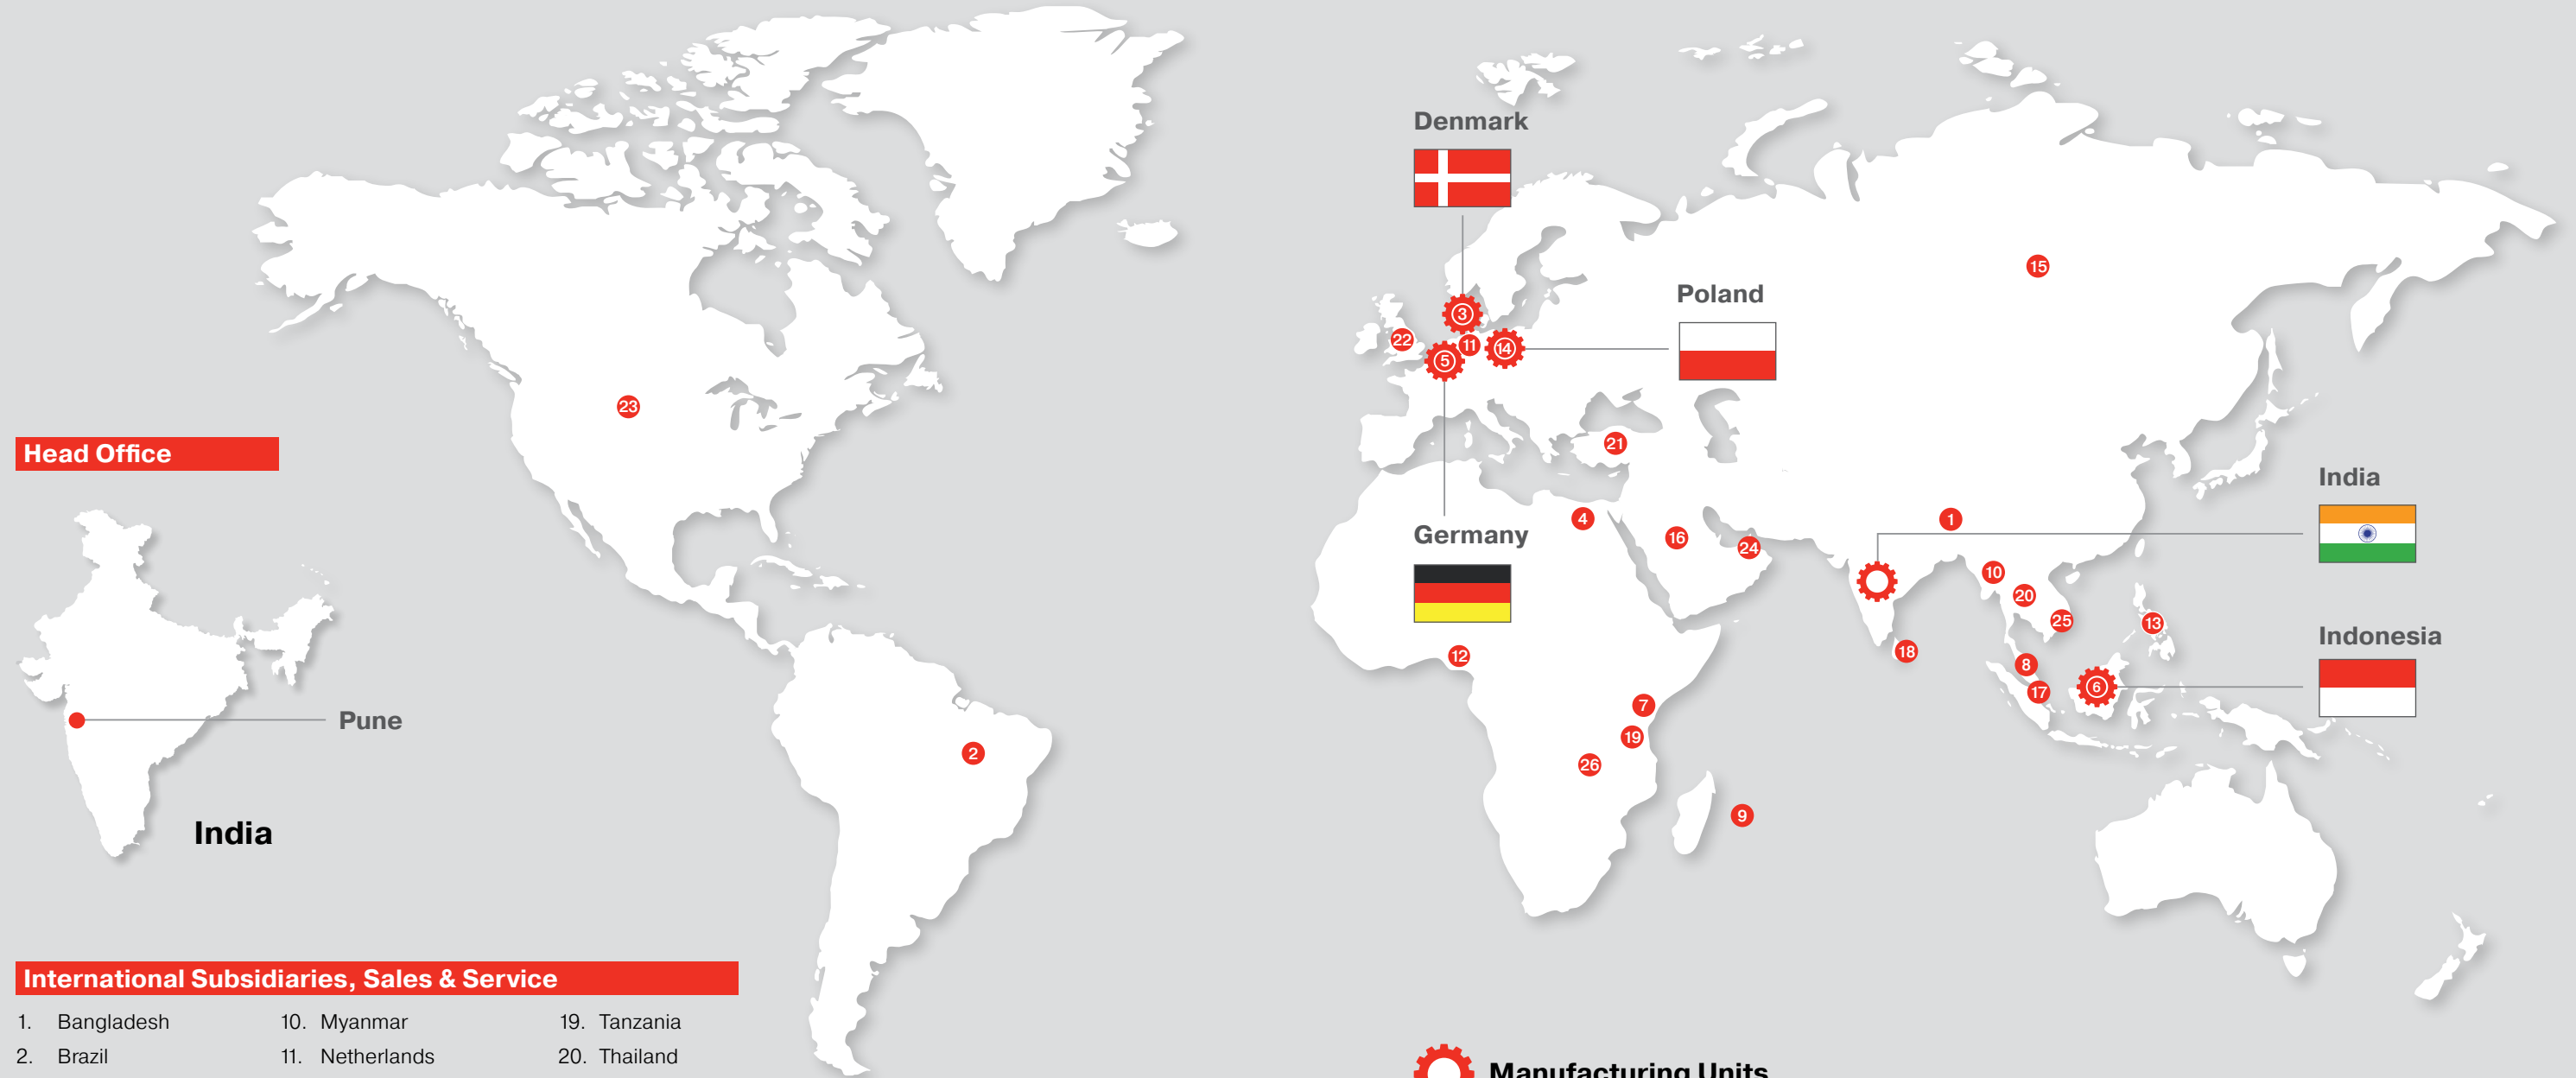 Denmark
3
15
Poland
22
11
14
5
23
21
Head Office
India
Germany
4
1
16
24
10
20
25
13
12
18
Indonesia
8
6
17
7
Pune
19
2
26
9
India
International Subsidiaries, Sales & Service
1. Bangladesh
10. Myanmar
19. Tanzania
2. Brazil
11. Netherlands
20. Thailand
Manufacturing Units